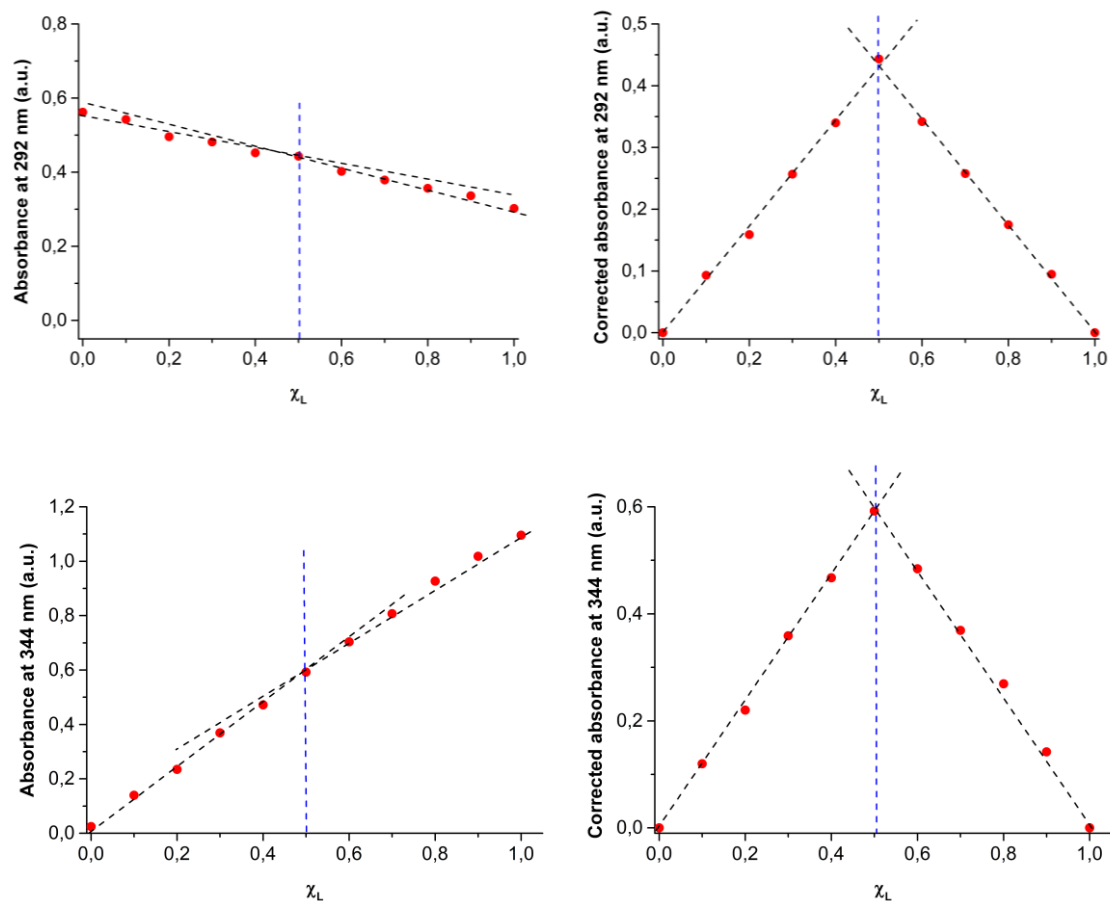 Absorbance at 292 nm (a.u.)
0,8
0,6
0,4
0,2
0,0
0,0 0,2 0,4 0,6 0,8 1,0
χL
Corrected absorbance at 292 nm (a.u.)
0,5
0,4
0,3
0,2
0,1
0,0
0,0 0,2 0,4 0,6 0,8 1,0
χL
Absorbance at 344 nm (a.u.)
1,2
1,0
0,8
0,6
0,4
0,2
0,0
0,0 0,2 0,4 0,6 0,8 1,0
χL
Corrected absorbance at 344 nm (a.u.)
0,6
0,4
0,2
0,0
0,0 0,2 0,4 0,6 0,8 1,0
χL